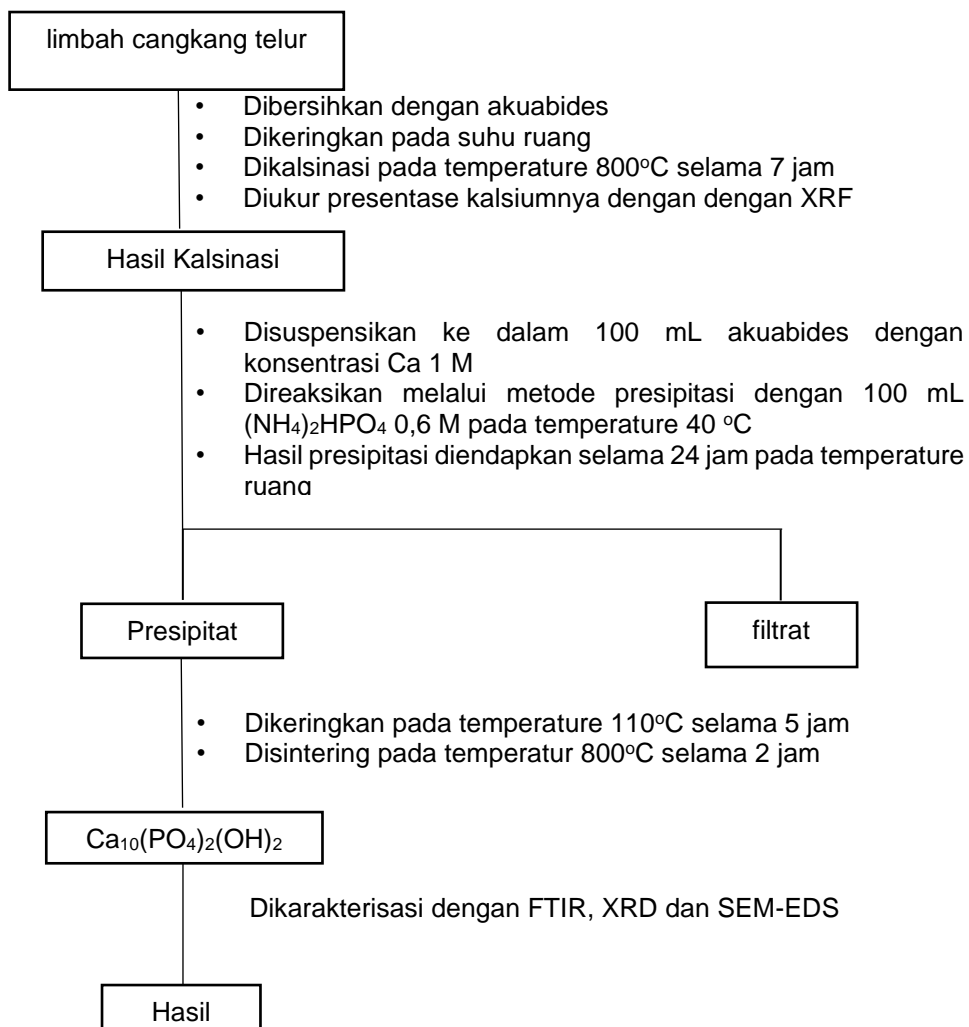 limbah cangkang telur
• Dibersihkan dengan akuabides
• Dikeringkan pada suhu ruang
• Dikalsinasi pada temperature 800°C selama 7 jam
• Diukur presentase kalsiumnya dengan dengan XRF
Hasil Kalsinasi
• Disuspensikan ke dalam 100 mL akuabides dengan
konsentrasi Ca 1 M
• Direaksikan melalui metode presipitasi dengan 100 mL
(NH₄)₂HPO₄ 0,6 M pada temperature 40 °C
• Hasil presipitasi diendapkan selama 24 jam pada temperature
ruang
Presipitat
filtrat
• Dikeringkan pada temperature 110°C selama 5 jam
• Disintering pada temperatur 800°C selama 2 jam
Ca₁₀(PO₄)₂(OH)₂
Dikarakterisasi dengan FTIR, XRD dan SEM-EDS
Hasil